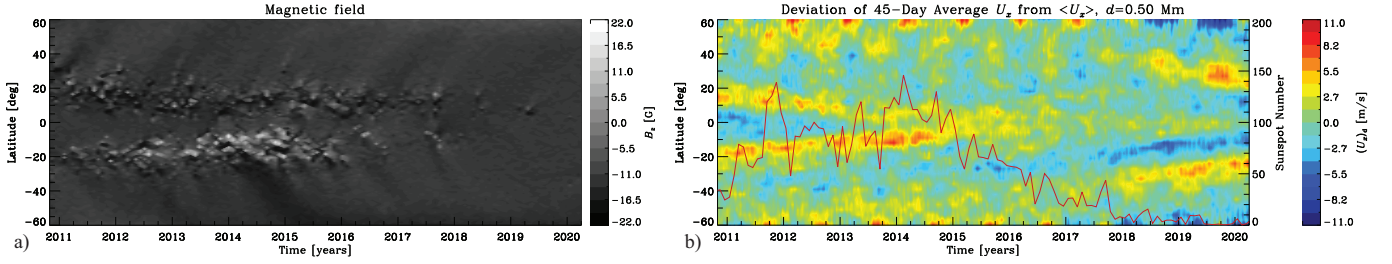 Magnetic field
60
40
20
0
-20
-40
-60
Latitude [deg]
2011 2012 2013 2014 2015 2016 2017 2018 2019 2020
Time [years]
22.0
16.5
11.0
5.5
0.0
-5.5
-11.0
-16.5
-22.0
Bz [G]
a)
Deviation of 45-Day Average Ux from <Ux>, d=0.50 Mm
60
40
20
0
-20
-40
-60
Latitude [deg]
2011 2012 2013 2014 2015 2016 2017 2018 2019 2020
Time [years]
200
150
100
50
0
Sunspot Number
11.0
8.2
5.5
2.7
0.0
-2.7
-5.5
-8.2
-11.0
(Ux)d [m/s]
b)